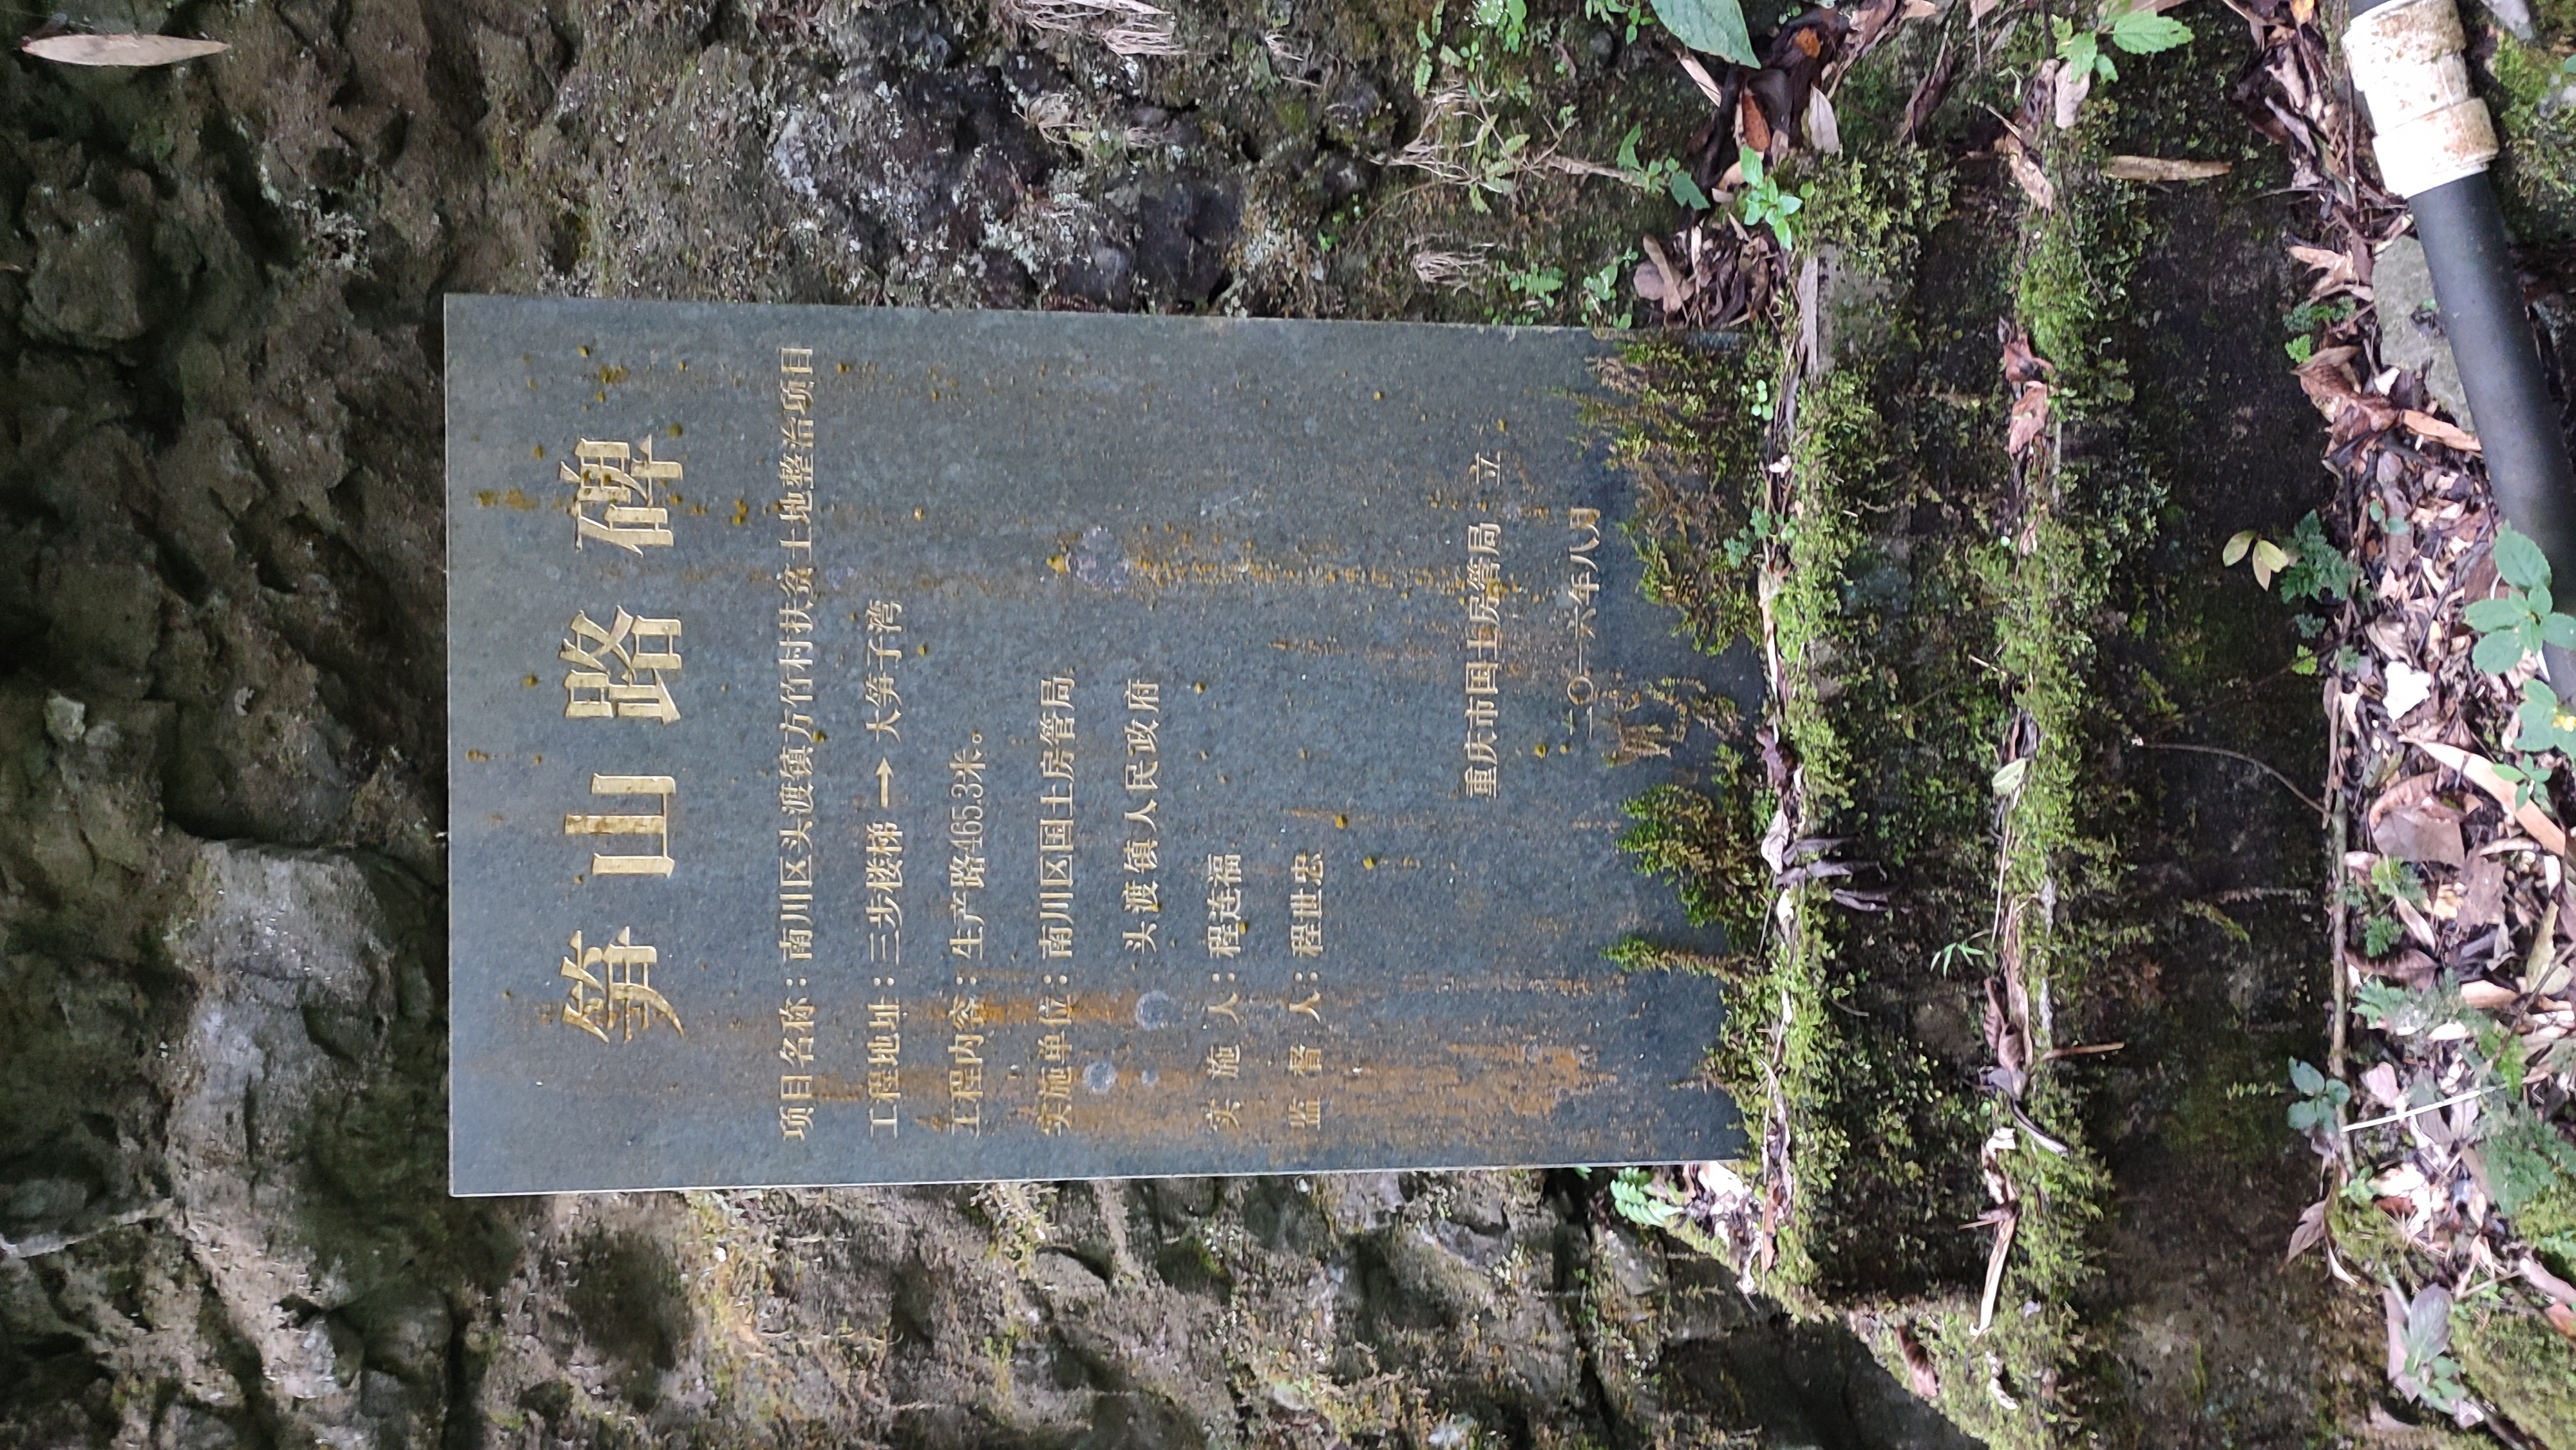 笋山路碑
项目名称：南川区头渡镇方竹村扶贫土地整治项目
工程地址：三步楼梯→大笋子湾
工程内容：生产路465.3米。
实施单位：南川区国土房管局
头渡镇人民政府
实施人：程连福
监督人：程世忠
重庆市国土房管局 立
二〇一六年八月